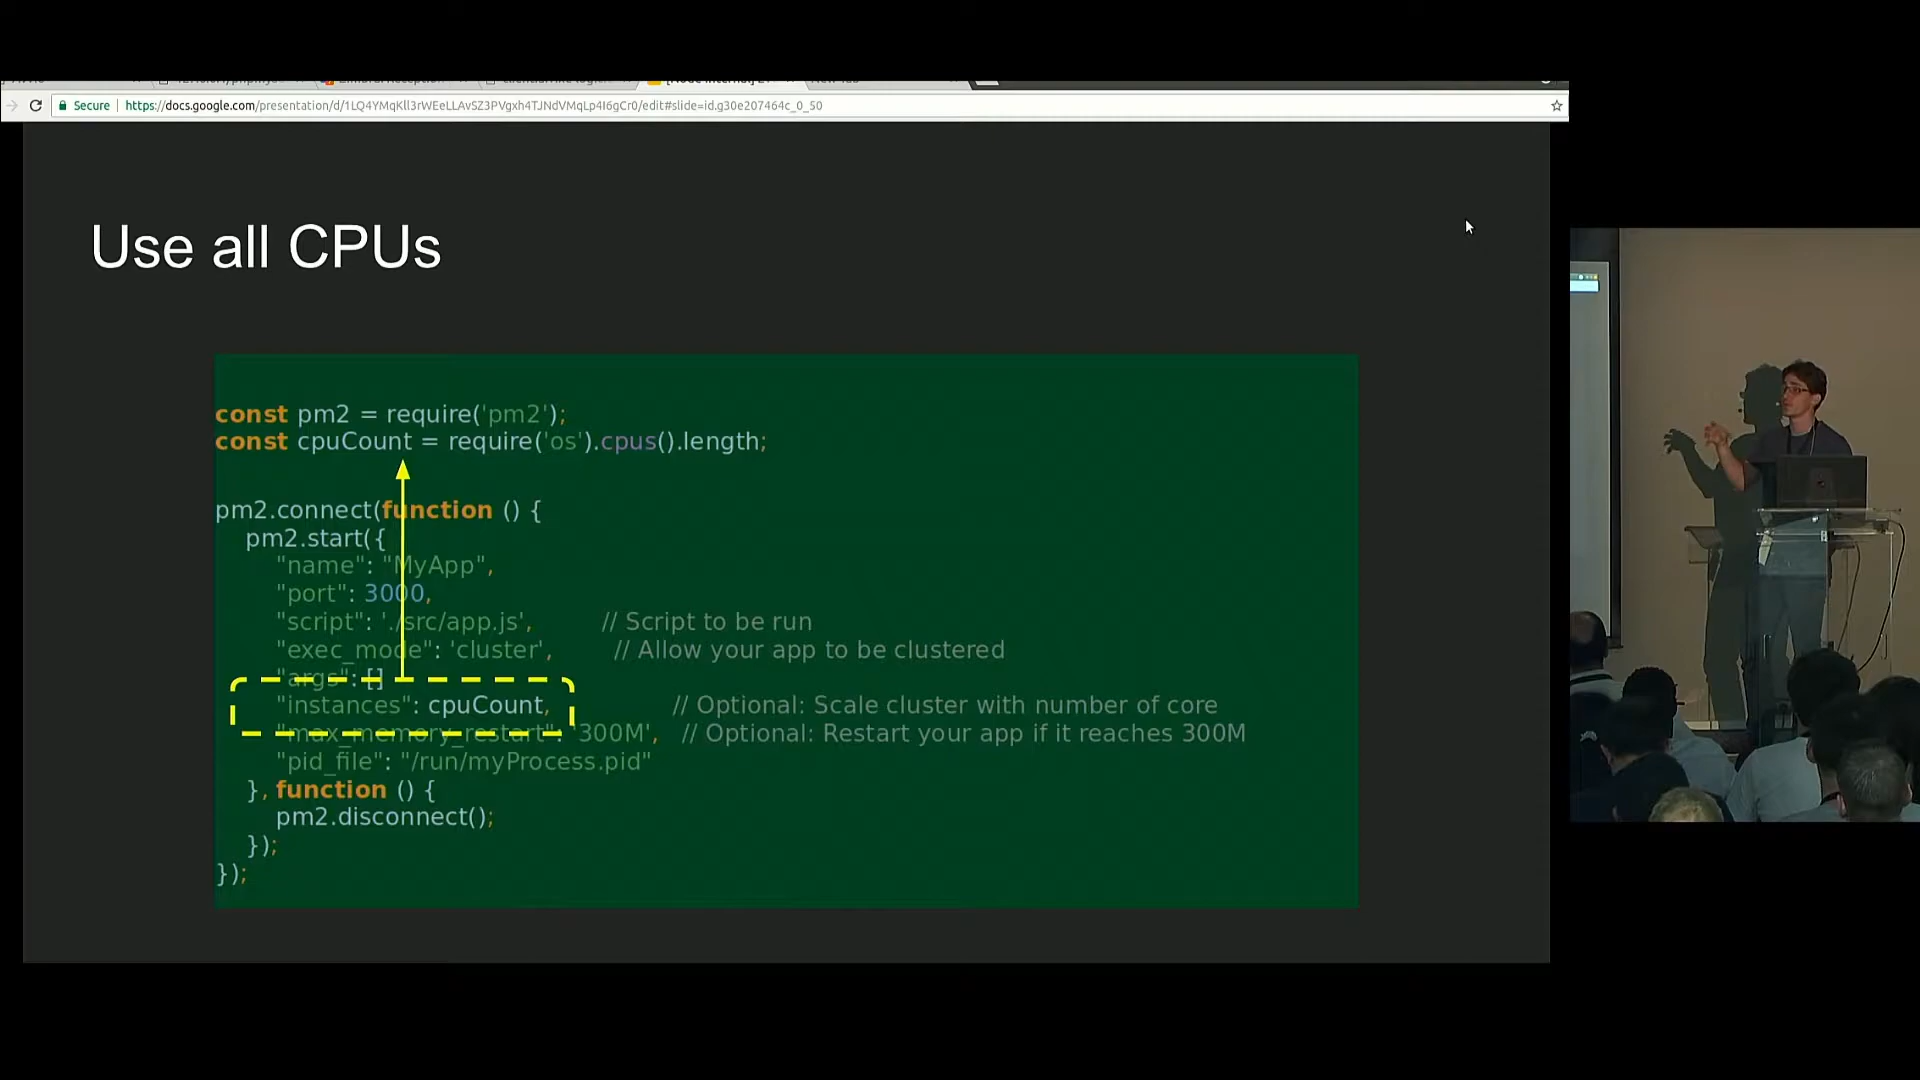 Secure https://docs.google.com/presentation/d/1LQ4YMqKll3rWEeLLAvSZ3PVgxh4TJNdVMqLp4I6gCr0/edit#slide=id.g30e207464c_0_50
Use all CPUs
const pm2 = require('pm2');
const cpuCount = require('os').cpus().length;
pm2.connect(function () {
pm2.start({
"name": "MyApp",
"port": 3000,
"script": './src/app.js', // Script to be run
"exec_mode": 'cluster', // Allow your app to be clustered
"args": []
"instances": cpuCount, // Optional: Scale cluster with number of core
"max_memory_restart": '300M', // Optional: Restart your app if it reaches 300M
"pid_file": "/run/myProcess.pid"
}, function () {
pm2.disconnect();
});
});